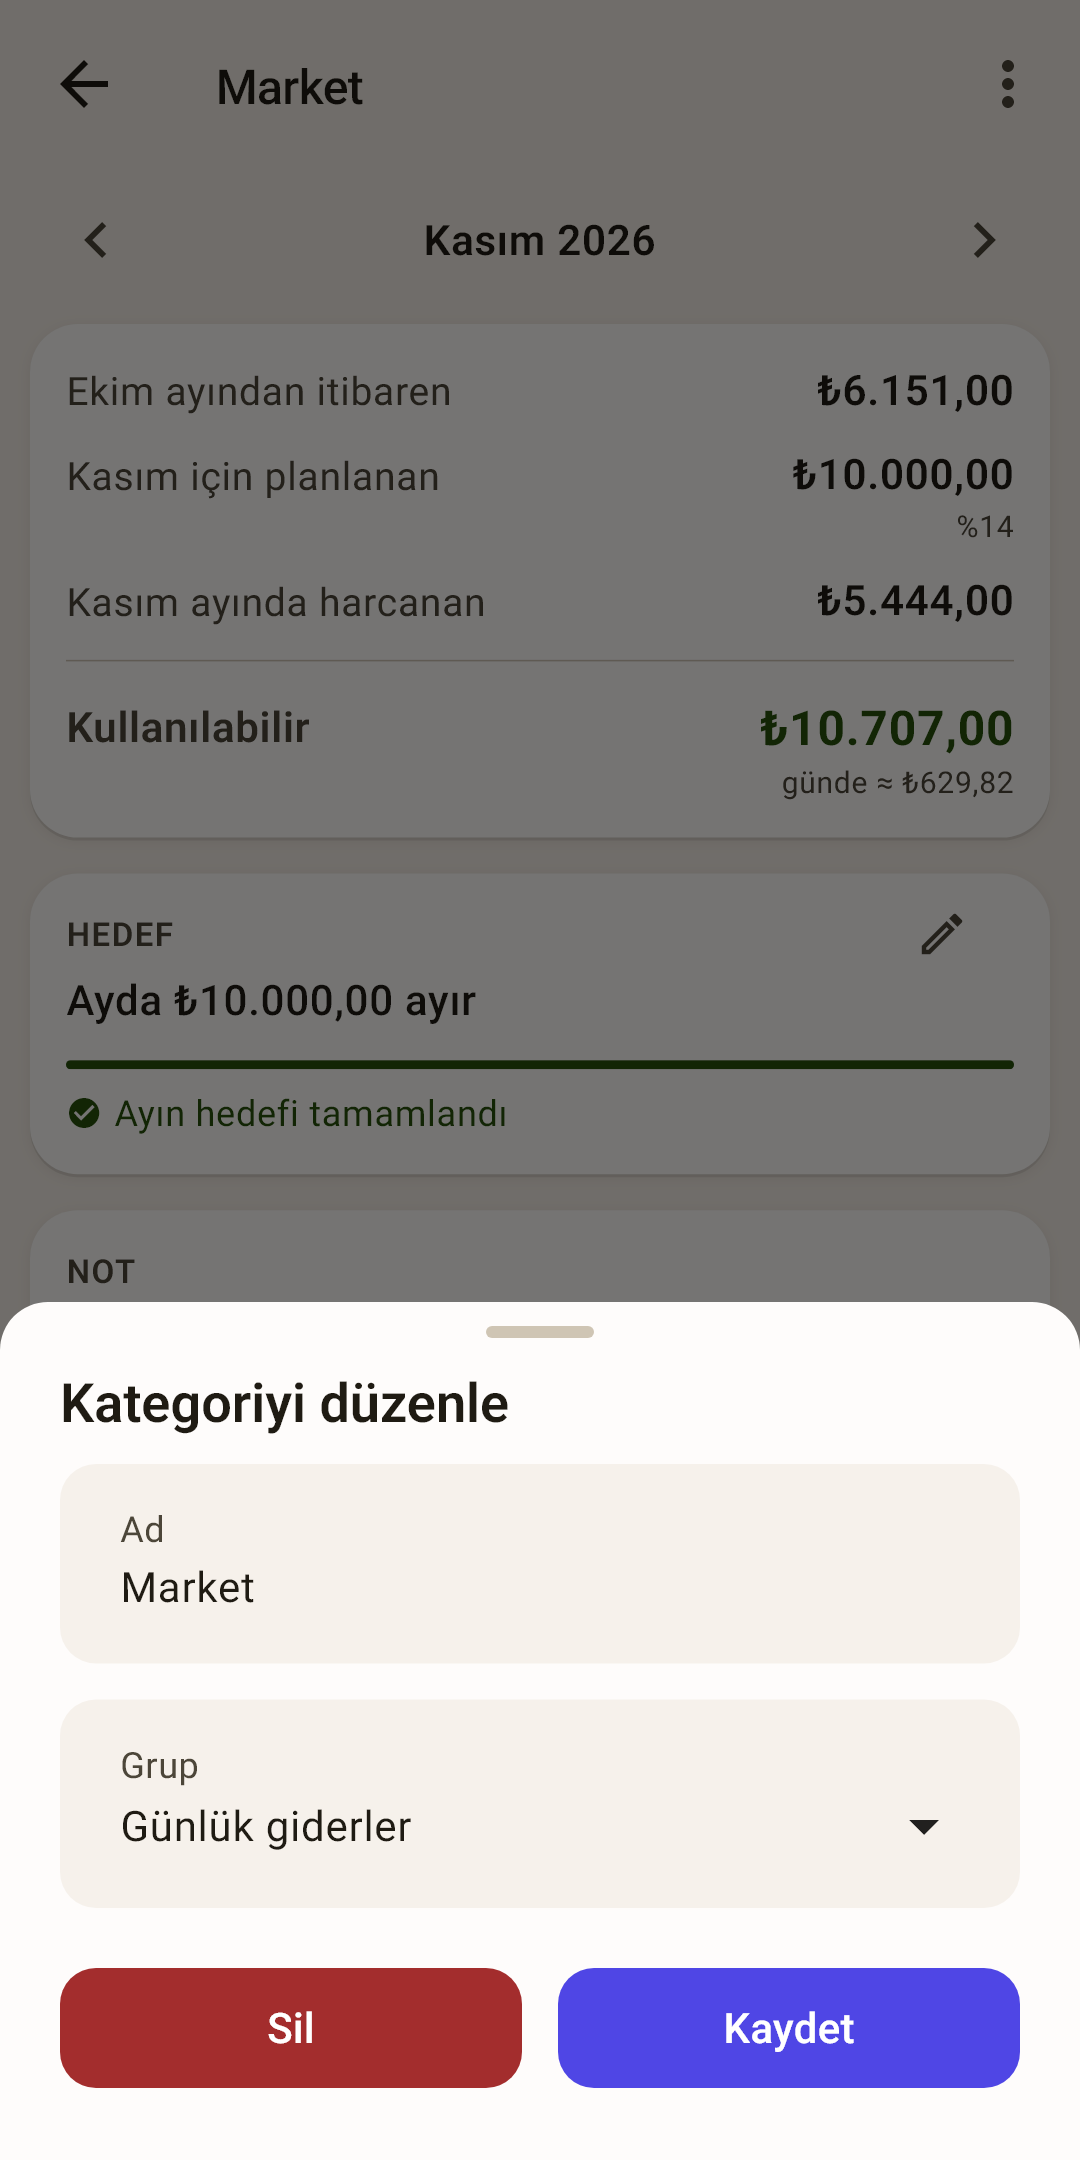 Market
Kasım 2026
Ekim ayından itibaren ₺6.151,00
Kasım için planlanan ₺10.000,00
%14
Kasım ayında harcanan ₺5.444,00
Kullanılabilir ₺10.707,00
günde ≈ ₺629,82
HEDEF
Ayda ₺10.000,00 ayır
Ayın hedefi tamamlandı
NOT
Kategoriyi düzenle
Ad
Market
Grup
Günlük giderler
Sil Kaydet